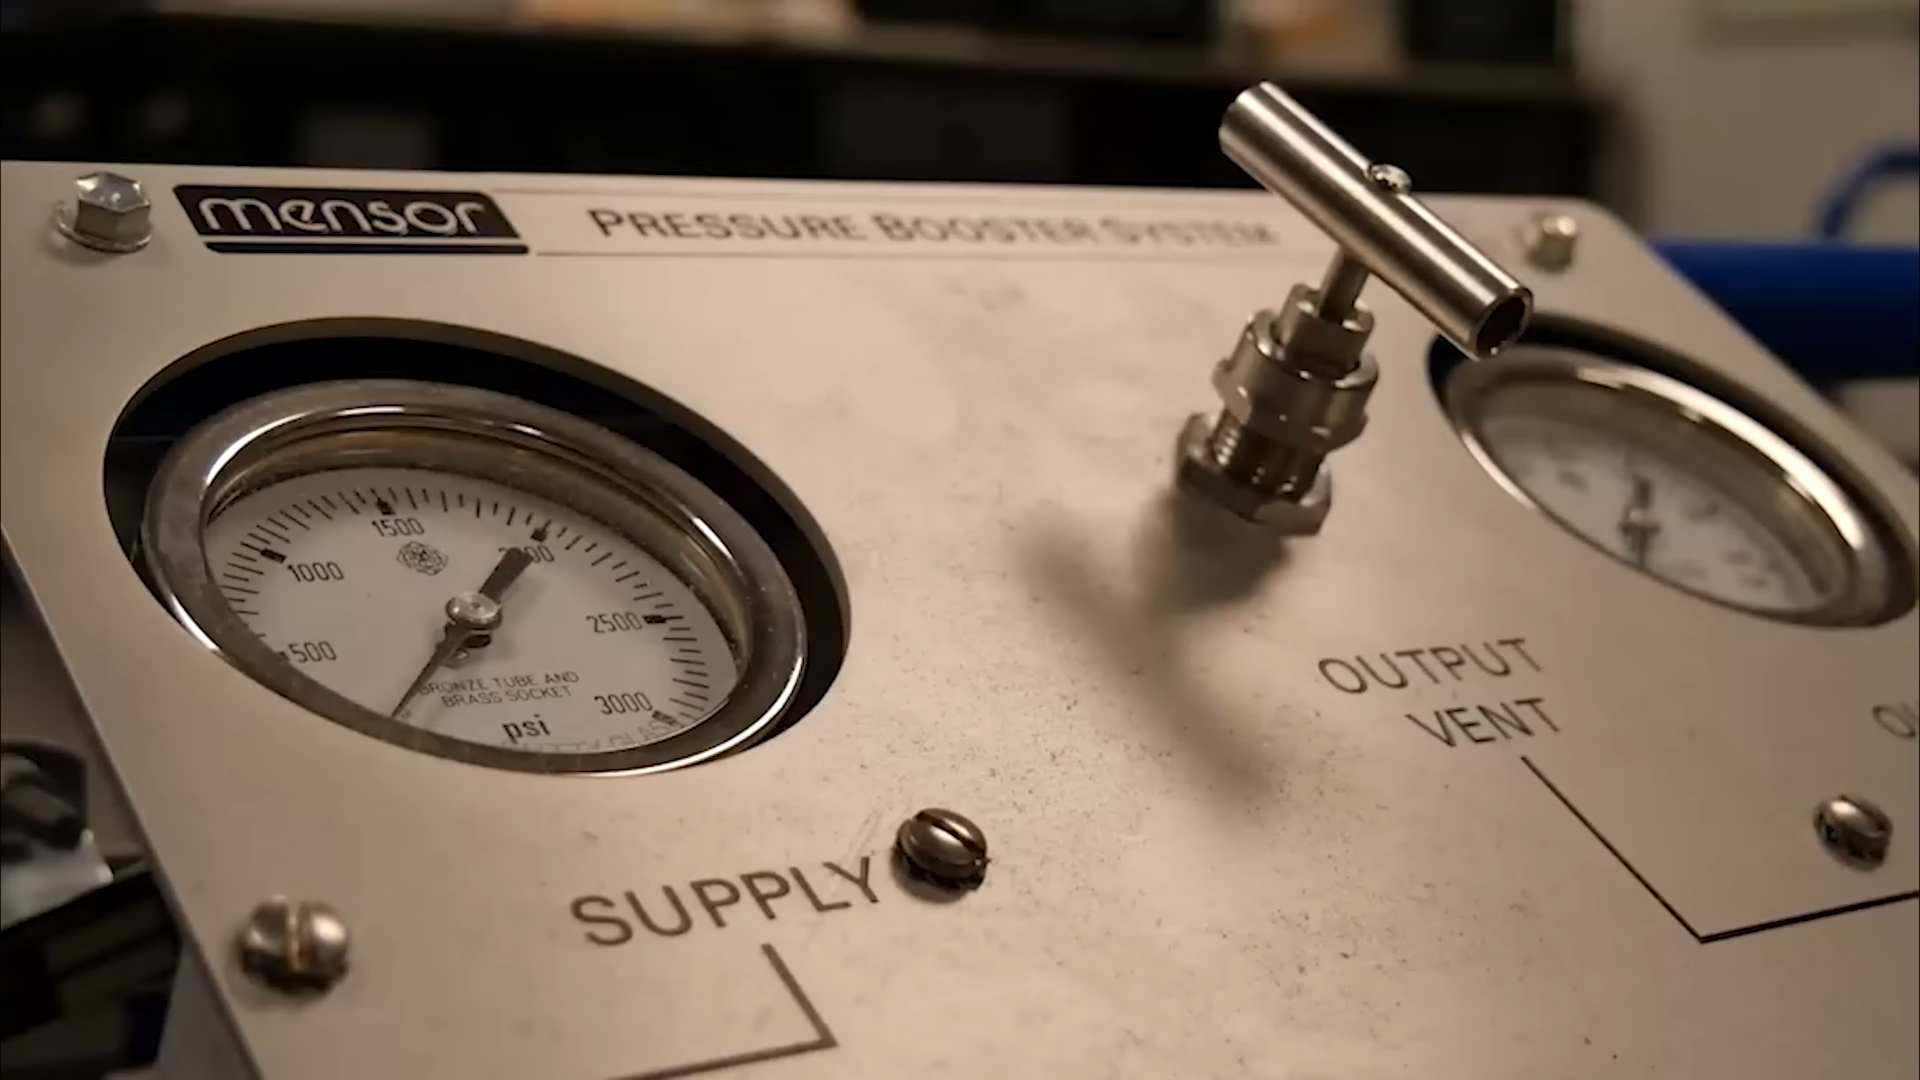 mensor
PRESSURE BOOSTER SYSTEM
1500
1000
2500
500
3000
BRONZE TUBE AND
BRASS SOCKET
psi
SUPPLY
OUTPUT
VENT